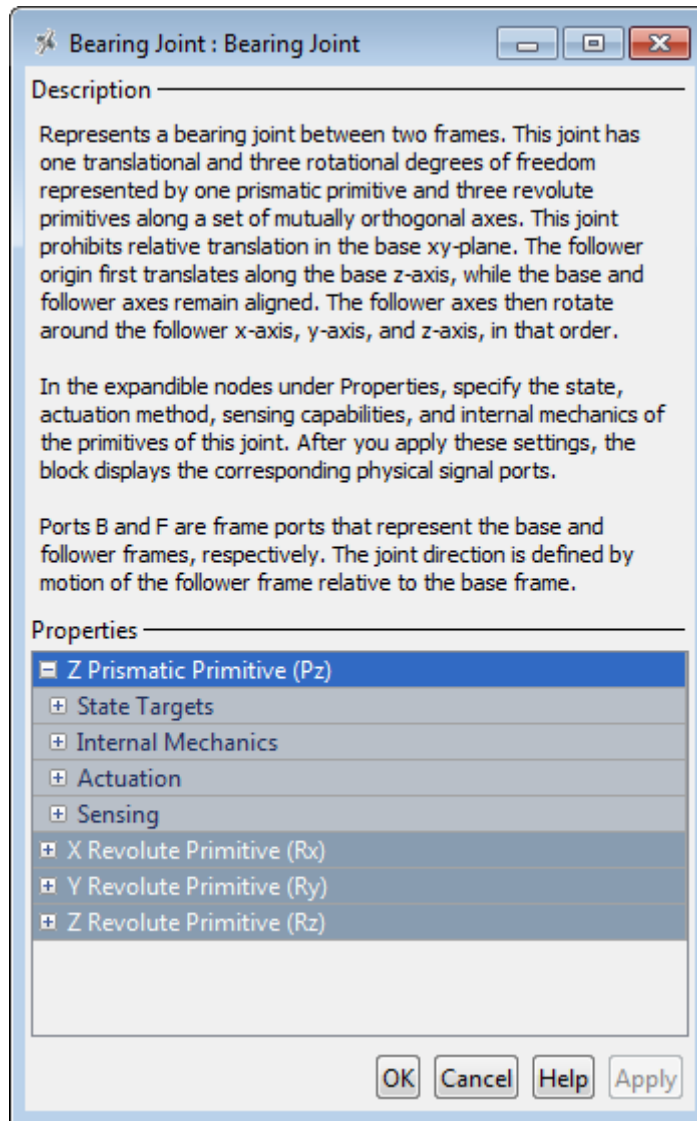 Bearing Joint : Bearing Joint
Description
Represents a bearing joint between two frames. This joint has
one translational and three rotational degrees of freedom
represented by one prismatic primitive and three revolute
primitives along a set of mutually orthogonal axes. This joint
prohibits relative translation in the base xy-plane. The follower
origin first translates along the base z-axis, while the base and
follower axes remain aligned. The follower axes then rotate
around the follower x-axis, y-axis, and z-axis, in that order.
In the expandible nodes under Properties, specify the state,
actuation method, sensing capabilities, and internal mechanics of
the primitives of this joint. After you apply these settings, the
block displays the corresponding physical signal ports.
Ports B and F are frame ports that represent the base and
follower frames, respectively. The joint direction is defined by
motion of the follower frame relative to the base frame.
Properties
Z Prismatic Primitive (Pz)
State Targets
Internal Mechanics
Actuation
Sensing
X Revolute Primitive (Rx)
Y Revolute Primitive (Ry)
Z Revolute Primitive (Rz)
OK Cancel Help Apply